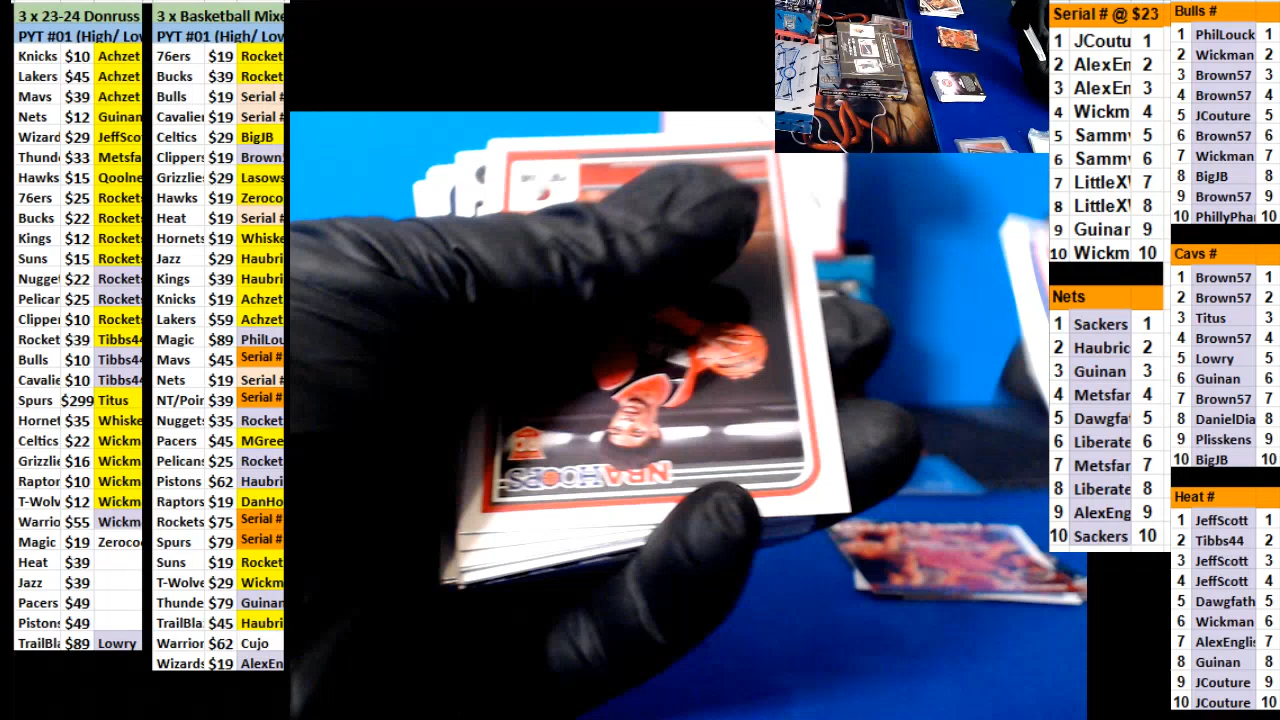 3 x 23-24 Donruss
PYT #01 (High/ Lov
Knicks $10 Achzet
Lakers $45 Achzet
Mavs $39 Achzet
Nets $12 Guinan
Wizard $29 JeffSco
Thund $33 Metsfa
Hawks $15 Qoolne
76ers $25 Rocket
Bucks $22 Rocket
Kings $12 Rocket
Suns $15 Rocket
Nugge $22 Rocket
Pelicar $25 Rocket
Clippe $10 Rocket
Rocket $39 Tibbs44
Bulls $10 Tibbs44
Cavalie $10 Tibbs44
Spurs $299 Titus
Hornet $35 Whiske
Celtics $22 Wickm
Grizzlie $16 Wickm
Raptor $10 Wickm
T-Wolv $12 Wickm
Warrio $55 Wickm
Magic $19 Zeroco
Heat $39
Jazz $39
Pacers $49
Pistons $49
TrailBla $89 Lowry
3 x Basketball Mixe
PYT #01 (High/ Lov
76ers $19 Rocket
Bucks $39 Rocket
Bulls $19 Serial #
Cavalier $19 Serial #
Celtics $29 BigJB
Clippers $19 Brown
Grizzlies $29 Lasows
Hawks $19 Zeroco
Heat $19 Serial #
Hornets $19 Whiske
Jazz $29 Haubri
Kings $39 Haubri
Knicks $19 Achzet
Lakers $59 Achzet
Magic $89 PhilLou
Mavs $45 Serial #
Nets $19 Serial #
NT/Poin $39 Serial #
Nuggets $35 Rocket
Pacers $45 MGree
Pelicans $25 Rocket
Pistons $62 Haubri
Raptors $19 DanHo
Rockets $75 Serial #
Spurs $79 Serial #
Suns $19 Rocket
T-Wolve $29 Wickm
Thunde $79 Guinan
TrailBla $45 Haubri
Warrior $62 Cujo
Wizards $19 AlexEn
NBA HOOPS
Serial # @ $23
1 JCoutu 1
2 AlexEn 2
3 AlexEn 3
4 Wickm 4
5 Sammy 5
6 Sammy 6
7 LittleX 7
8 LittleX 8
9 Guinar 9
10 Wickm 10
Nets
1 Sackers 1
2 Haubric 2
3 Guinan 3
4 Metsfar 4
5 Dawgfa 5
6 Liberate 6
7 Metsfar 7
8 Liberate 8
9 AlexEng 9
10 Sackers 10
Bulls #
1 PhilLouck 1
2 Wickman 2
3 Brown57 3
4 Brown57 4
5 JCouture 5
6 Brown57 6
7 Wickman 7
8 BigJB 8
9 Brown57 9
10 PhillyPha 10
Cavs #
1 Brown57 1
2 Brown57 2
3 Titus 3
4 Brown57 4
5 Lowry 5
6 Guinan 6
7 Brown57 7
8 DanielDia 8
9 Plisskens 9
10 BigJB 10
Heat #
1 JeffScott 1
2 Tibbs44 2
3 JeffScott 3
4 JeffScott 4
5 Dawgfath 5
6 Wickman 6
7 AlexEnglis 7
8 Guinan 8
9 JCouture 9
10 JCouture 10